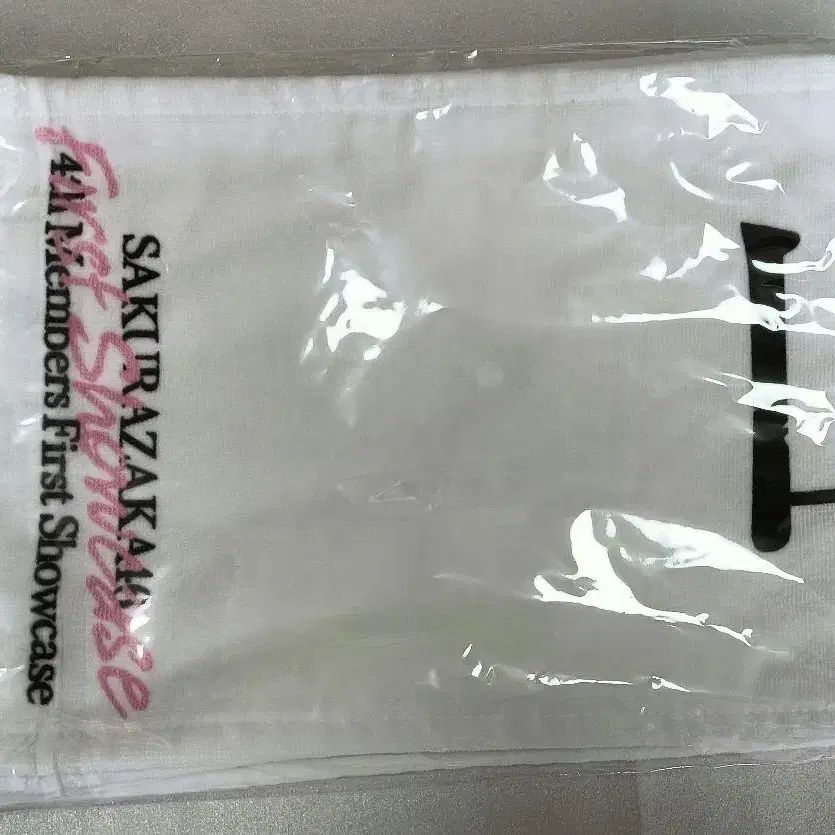 SAKURAZAKA46
4th Members First Showcase
First Showcase